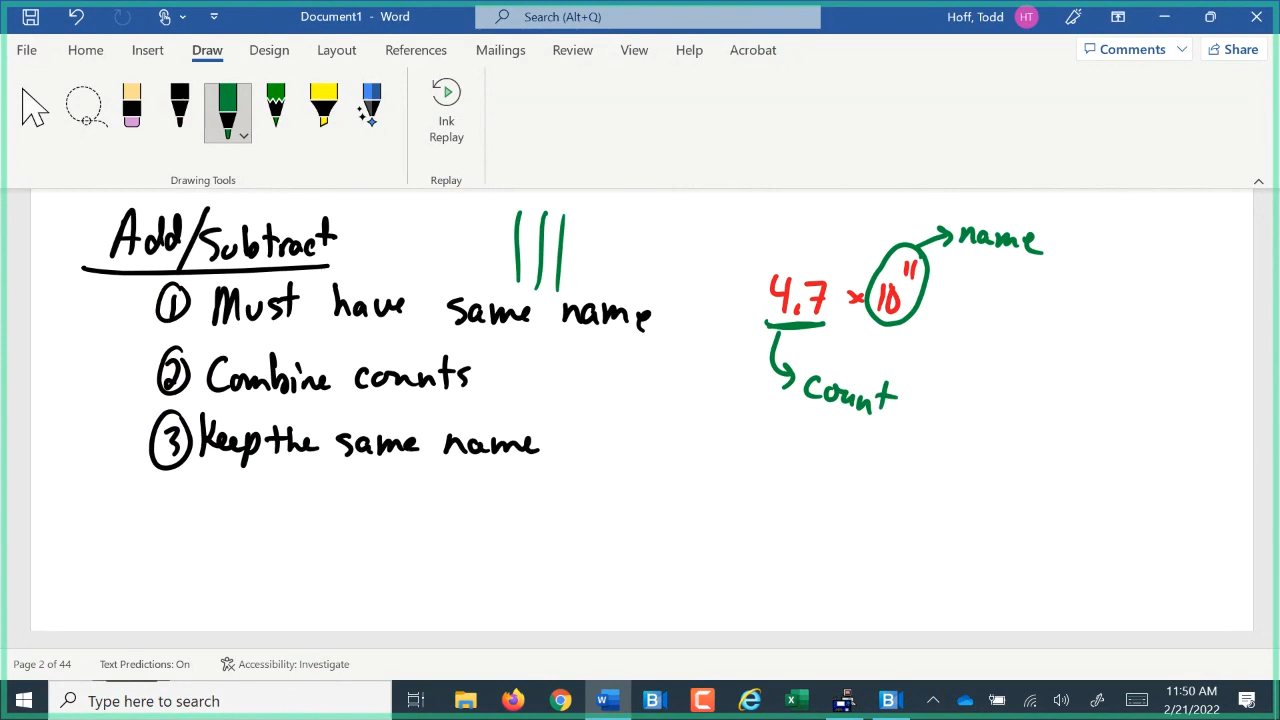 Document1 - Word
Search (Alt+Q)
Hoff, Todd HT
File Home Insert Draw Design Layout References Mailings Review View Help Acrobat
Comments Share
Ink Replay
Drawing Tools
Replay
Add/Subtract
① Must have same name
② Combine counts
③ Keep the same name
name
4.7 × 10¹¹
count
Page 2 of 44 Text Predictions: On Accessibility: Investigate
Type here to search
11:50 AM
2/21/2022